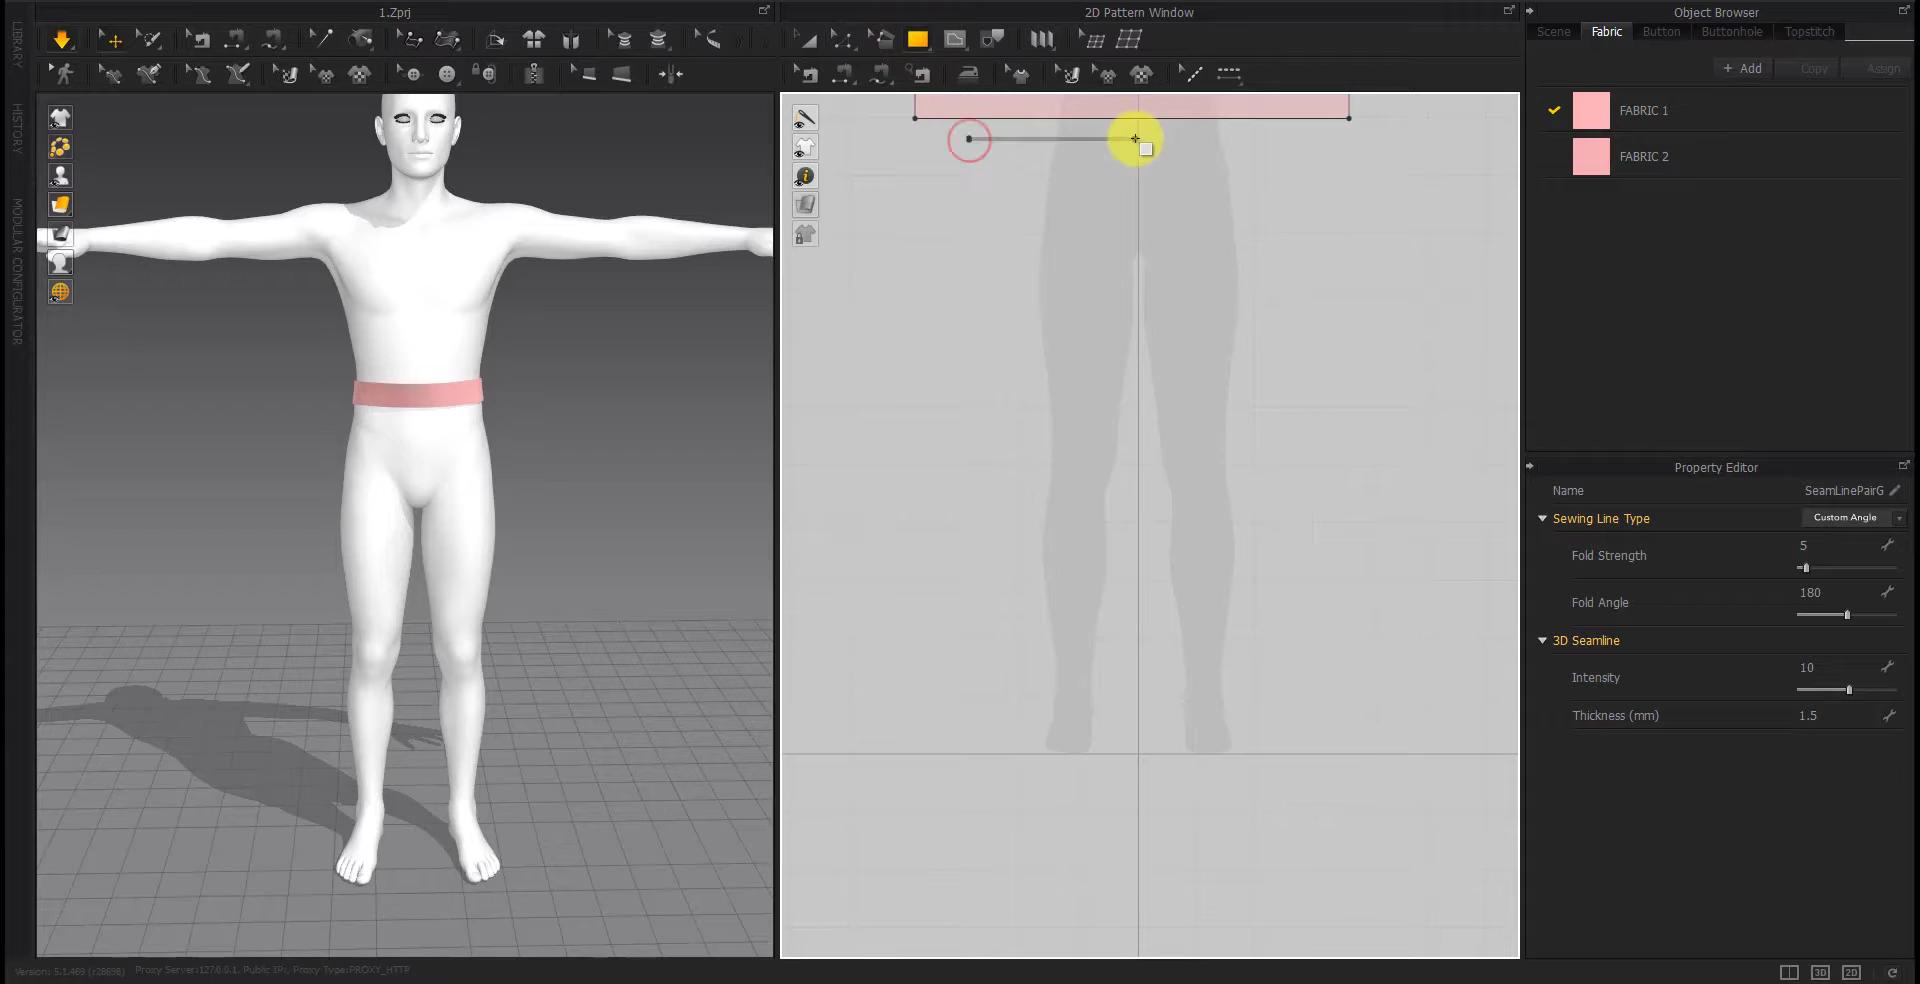 1.Zprj
2D Pattern Window
Object Browser
Scene
Fabric
Button
Buttonhole
Topstitch
+ Add
Copy
Assign
FABRIC 1
FABRIC 2
LIBRARY
HISTORY
MODULAR CONFIGURATOR
Property Editor
Name
SeamLinePairG
Sewing Line Type
Custom Angle
Fold Strength
5
Fold Angle
180
3D Seamline
Intensity
10
Thickness (mm)
1.5
Version: 5.1.469 (r28698)
Proxy Server:127.0.0.1, Public IP:, Proxy Type:PROXY_HTTP
3D
2D